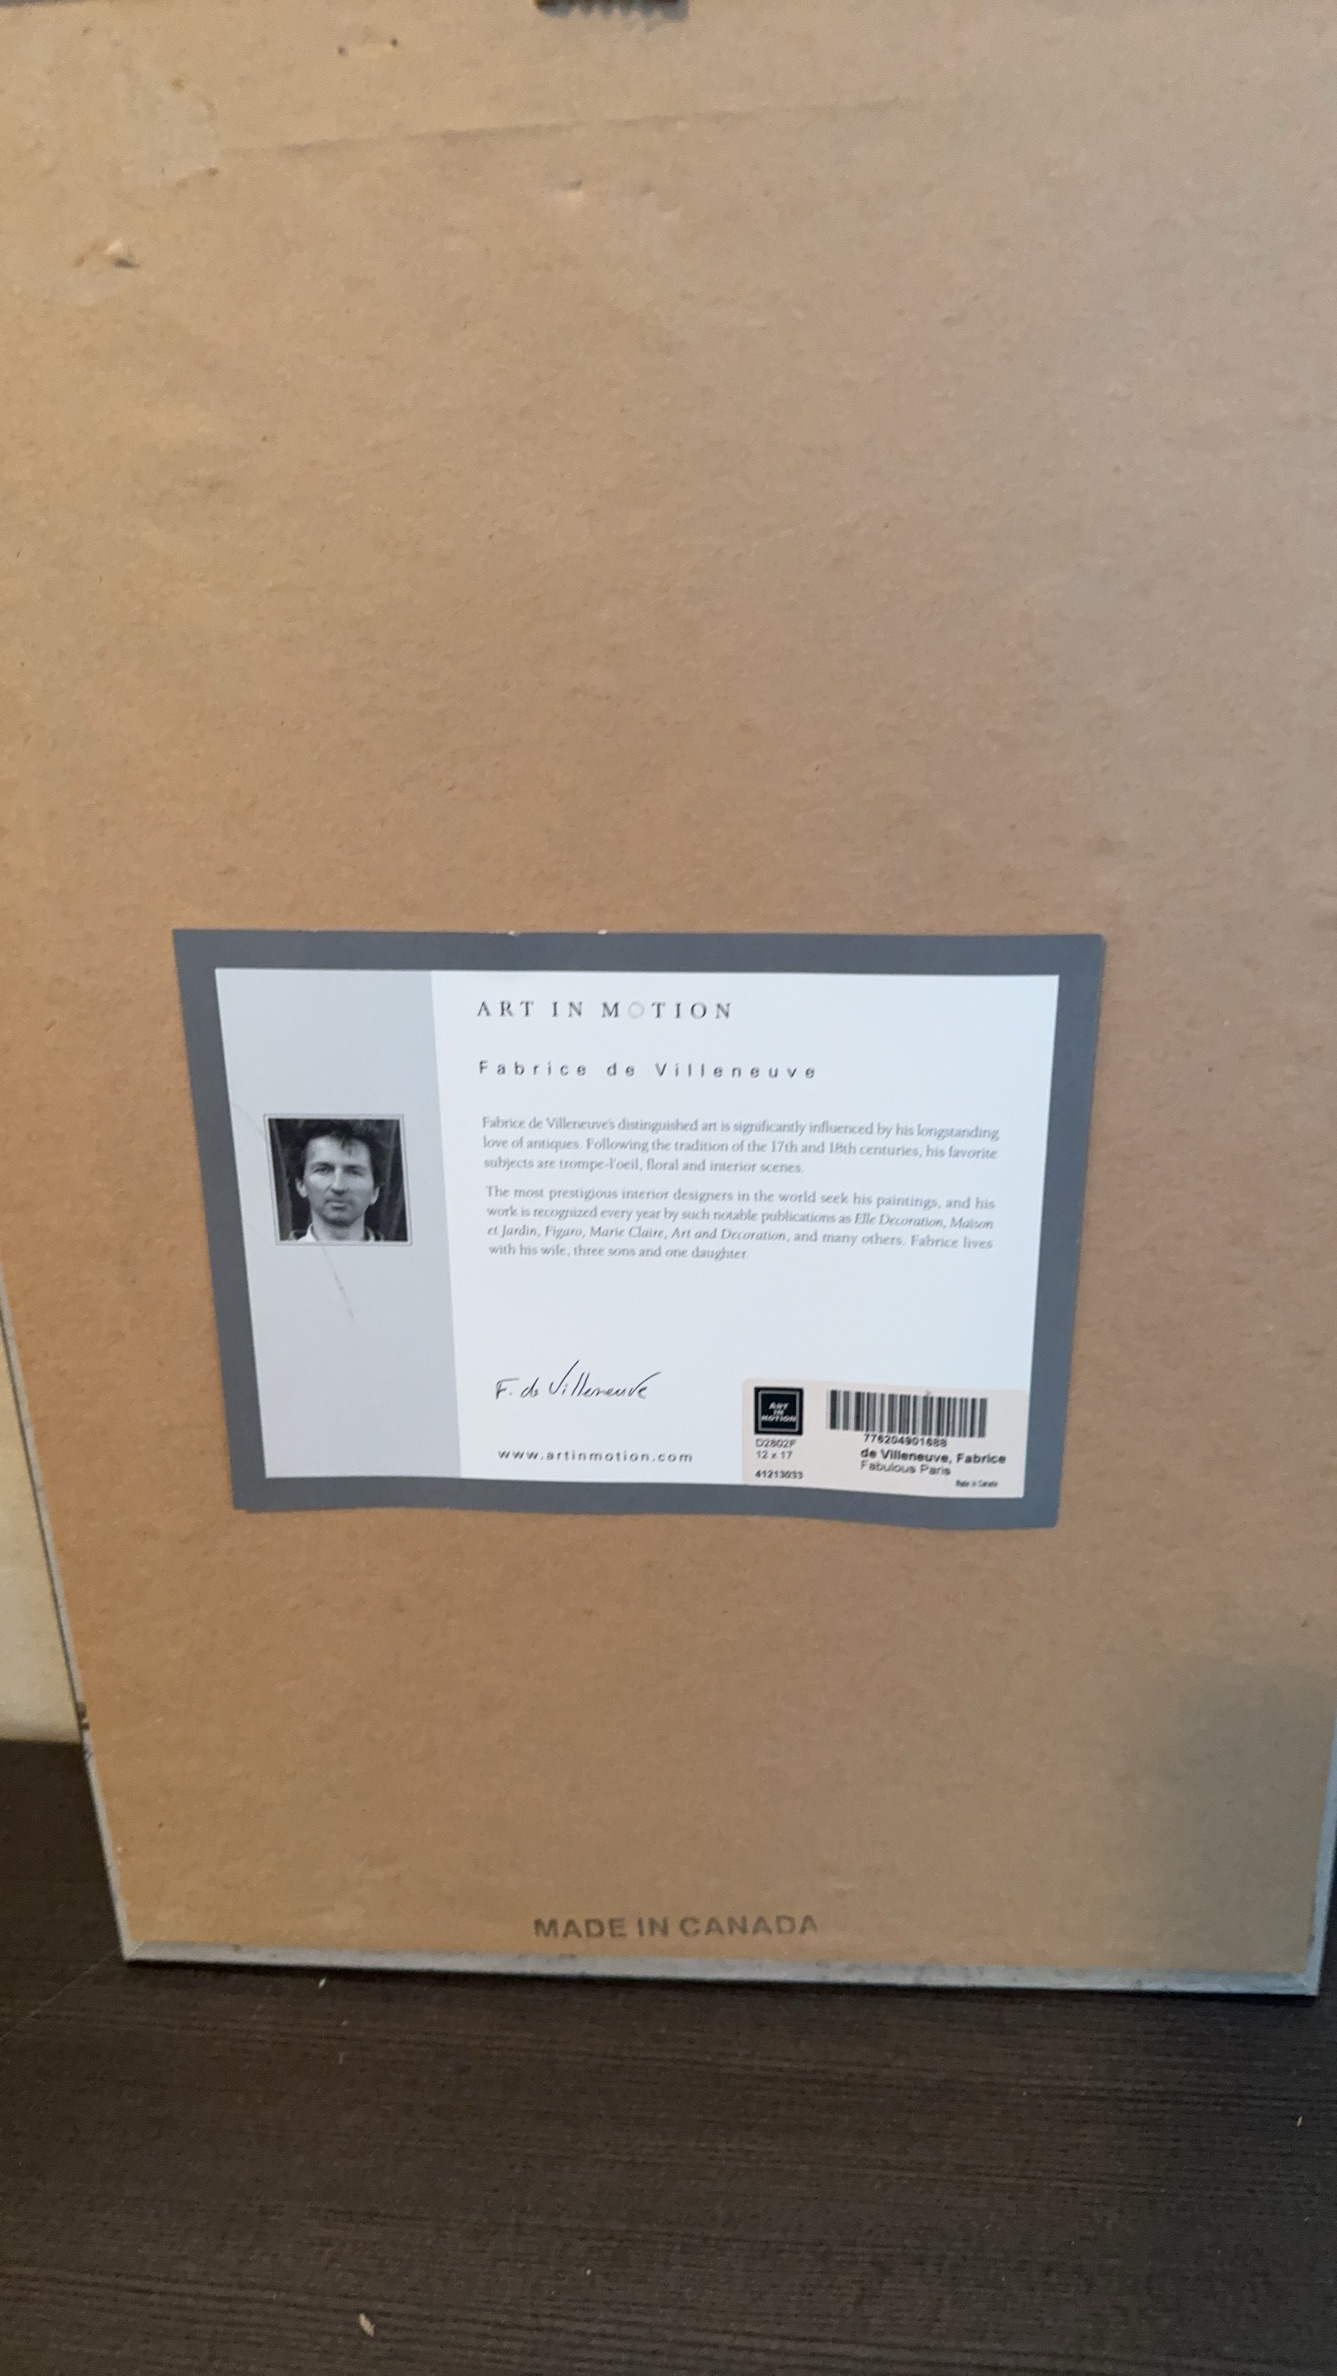 ART IN MOTION
Fabrice de Villeneuve
Fabrice de Villeneuve's distinguished art is significantly influenced by his longstanding
love of antiques. Following the tradition of the 17th and 18th centuries, his favorite
subjects are trompe-l'oeil, floral and interior scenes.
The most prestigious interior designers in the world seek his paintings, and his
work is recognized every year by such notable publications as Elle Decoration, Maison
et Jardin, Figaro, Marie Claire, Art and Decoration, and many others. Fabrice lives
with his wife, three sons and one daughter.
F. de Villeneuve
www.artinmotion.com
ART
IN
MOTION
D2802F
12 x 17
41213033
776204901688
de Villeneuve, Fabrice
Fabulous Paris
Made in Canada
MADE IN CANADA